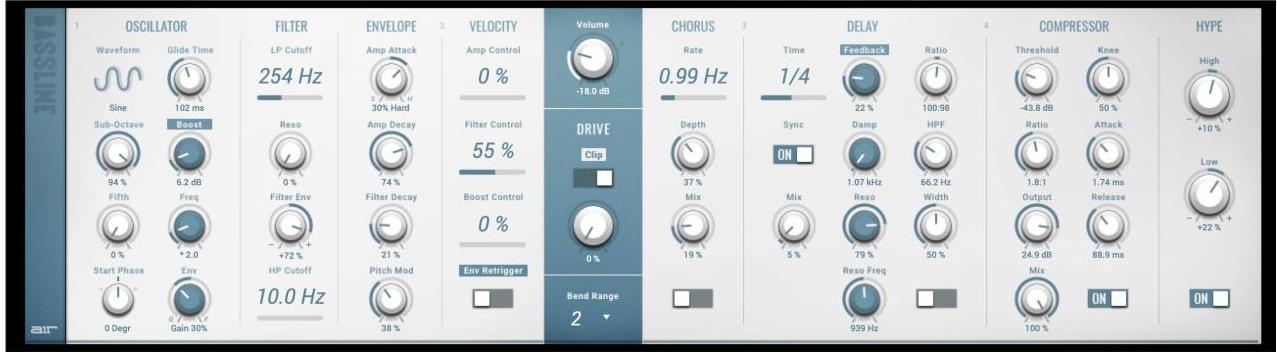 BASSLINE
air
1
OSCILLATOR
Waveform
Sine
Glide Time
102 ms
Sub-Octave
94 %
Boost
6.2 dB
Fifth
0 %
Freq
* 2.0
Start Phase
0 Degr
Env
G P
Gain 30%
FILTER
LP Cutoff
254 Hz
Reso
0 %
Filter Env
- +
+72 %
HP Cutoff
10.0 Hz
ENVELOPE
Amp Attack
S H
30% Hard
Amp Decay
74 %
Filter Decay
21 %
Pitch Mod
38 %
2
VELOCITY
Amp Control
0 %
Filter Control
55 %
Boost Control
0 %
Env Retrigger
Volume
-18.0 dB
DRIVE
Clip
0 %
Bend Range
2
CHORUS
Rate
0.99 Hz
Depth
37 %
Mix
19 %
3
DELAY
Time
1/4
Feedback
22 %
Ratio
100:98
Sync
ON
Damp
1.07 kHz
HPF
66.2 Hz
Mix
5 %
Reso
79 %
Width
50 %
Reso Freq
939 Hz
4
COMPRESSOR
Threshold
-43.8 dB
Knee
50 %
Ratio
1.8:1
Attack
1.74 ms
Output
24.9 dB
Release
88.9 ms
Mix
100 %
ON
HYPE
High
- +
+10 %
Low
- +
+22 %
ON